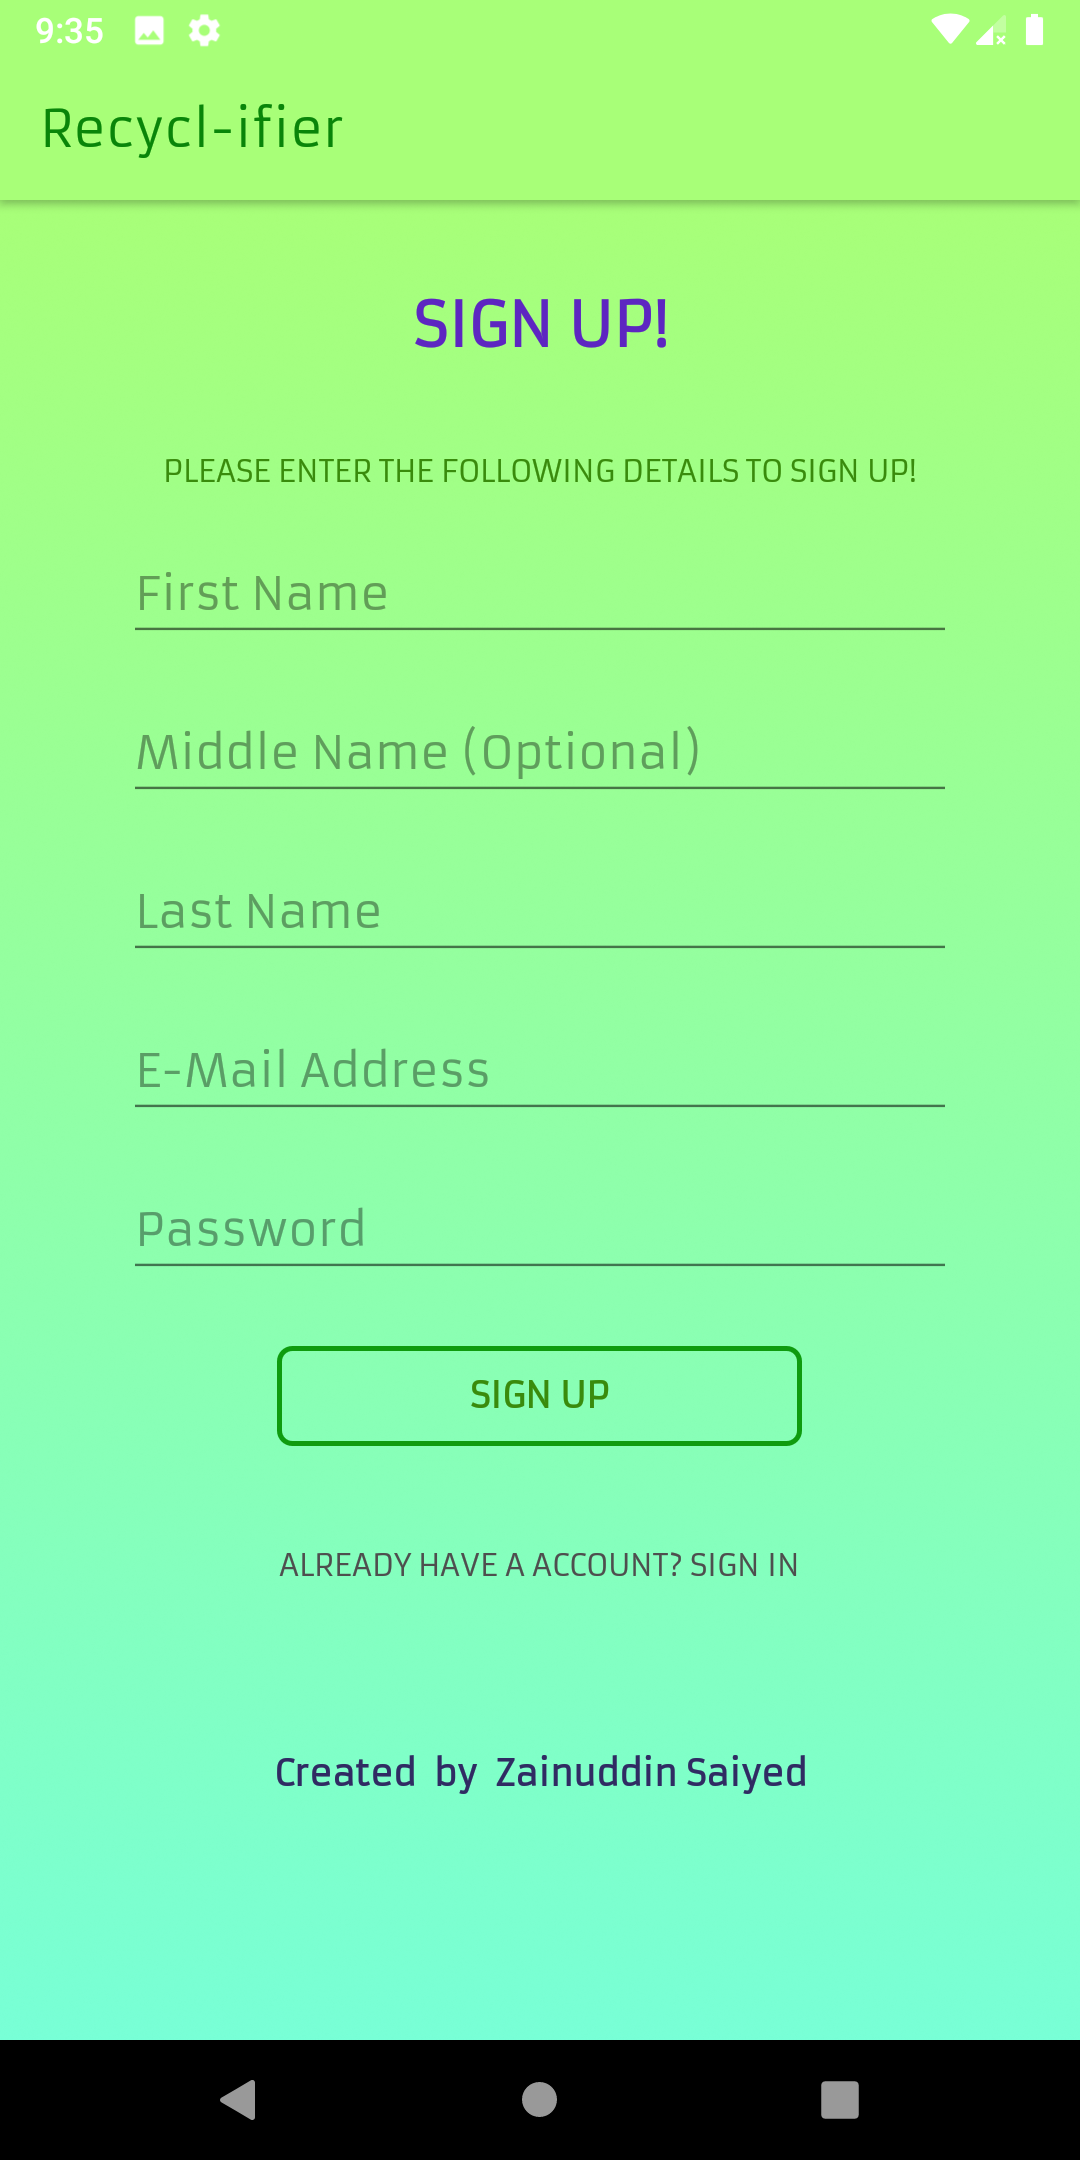 9:35
Recycl-ifier
SIGN UP!
PLEASE ENTER THE FOLLOWING DETAILS TO SIGN UP!
First Name
Middle Name (Optional)
Last Name
E-Mail Address
Password
SIGN UP
ALREADY HAVE A ACCOUNT? SIGN IN
Created by Zainuddin Saiyed